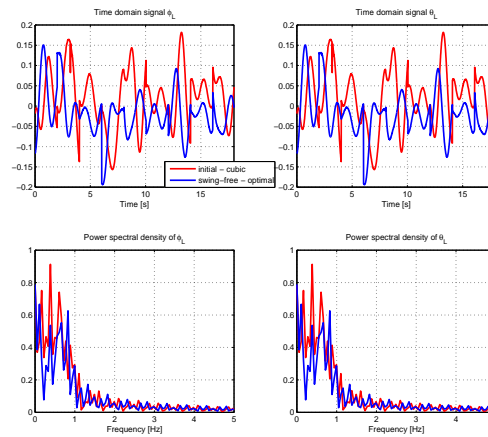 Time domain signal ϕL
Time domain signal θL
0.2
0.15
0.1
0.05
0
−0.05
−0.1
−0.15
−0.2
0 5 10 15
Time [s]
0.2
0.15
0.1
0.05
0
−0.05
−0.1
−0.15
−0.2
0 5 10 15
Time [s]
initial − cubic
swing−free − optimal
Power spectral density of ϕL
Power spectral density of θL
1
0.8
0.6
0.4
0.2
0
0 1 2 3 4 5
Frequency [Hz]
1
0.8
0.6
0.4
0.2
0
0 1 2 3 4
Frequency [Hz]